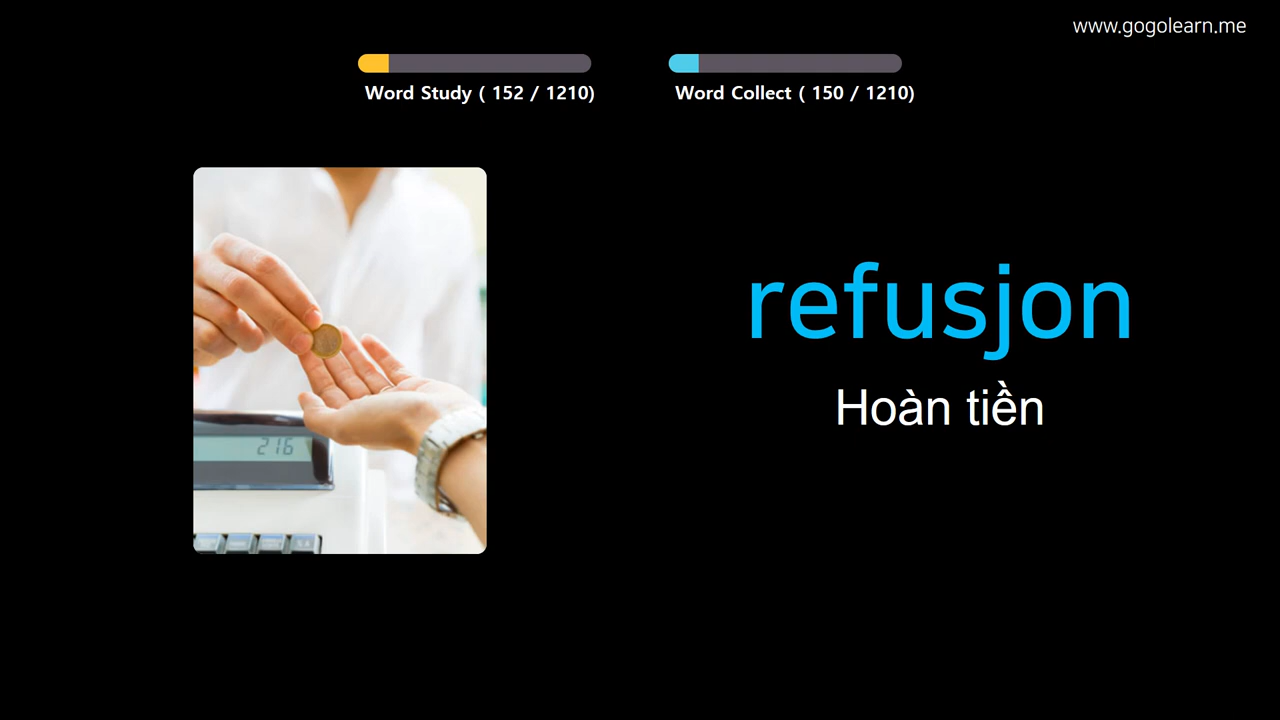 www.gogolearn.me
Word Study ( 152 / 1210)
Word Collect ( 150 / 1210)
refusjon
Hoàn tiền
216